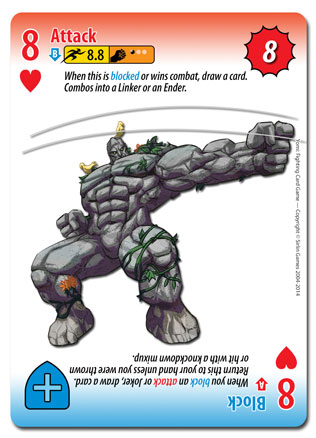 8 Attack
B 8.8
8
When this is blocked or wins combat, draw a card.
Combos into a Linker or an Ender.
Yomi: Fighting Card Game — Copyright © Sirlin Games 2004-2014
8 Block
A
When you block an attack or Joker, draw a card.
Return this to your hand unless you were thrown
or hit with a knockdown mixup.